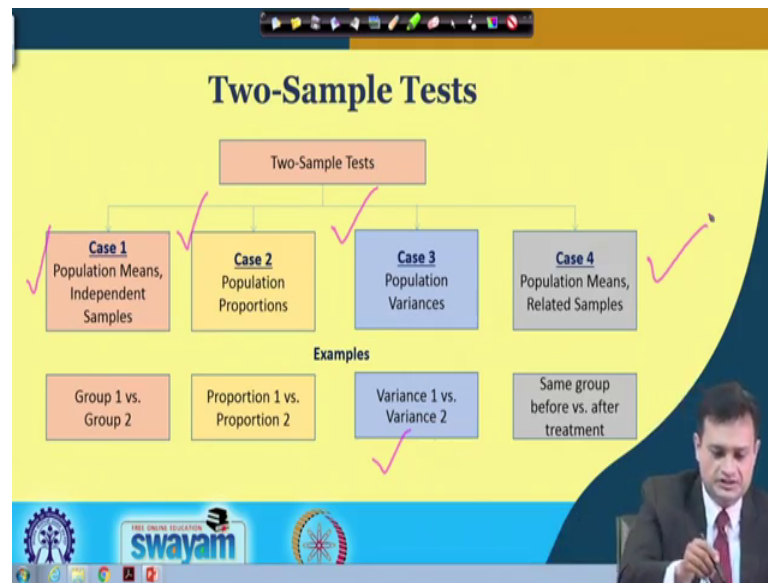 Two-Sample Tests
Two-Sample Tests
Case 1
Population Means,
Independent
Samples
Case 2
Population
Proportions
Case 3
Population
Variances
Case 4
Population Means,
Related Samples
Examples
Group 1 vs.
Group 2
Proportion 1 vs.
Proportion 2
Variance 1 vs.
Variance 2
Same group
before vs. after
treatment
FREE ONLINE EDUCATION
swayam